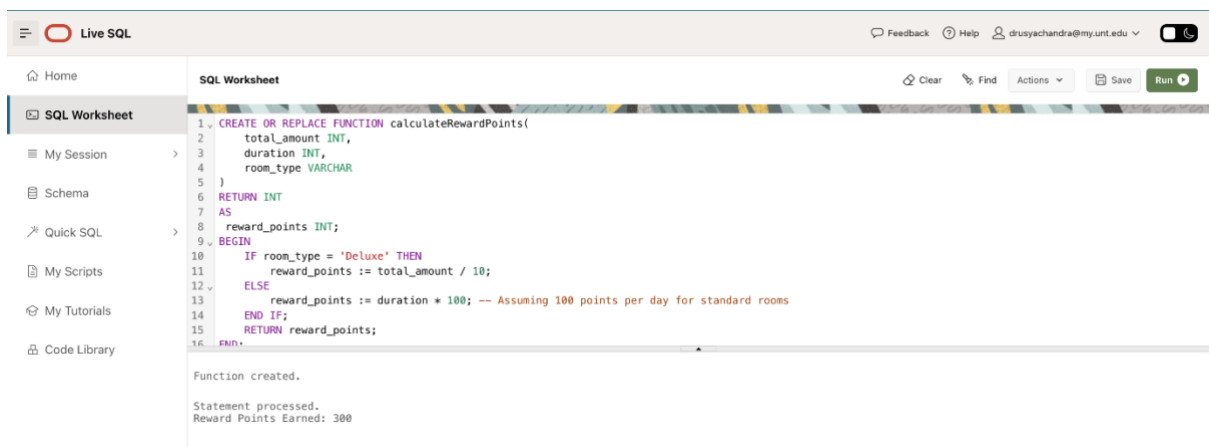 Live SQL
Feedback Help drusyachandra@my.unt.edu
Home
SQL Worksheet
My Session
Schema
Quick SQL
My Scripts
My Tutorials
Code Library
SQL Worksheet
Clear Find Actions Save Run
1 CREATE OR REPLACE FUNCTION calculateRewardPoints(
2 total_amount INT,
3 duration INT,
4 room_type VARCHAR
5 )
6 RETURN INT
7 AS
8 reward_points INT;
9 BEGIN
10 IF room_type = 'Deluxe' THEN
11 reward_points := total_amount / 10;
12 ELSE
13 reward_points := duration * 100; -- Assuming 100 points per day for standard rooms
14 END IF;
15 RETURN reward_points;
16 END;
Function created.
Statement processed.
Reward Points Earned: 300